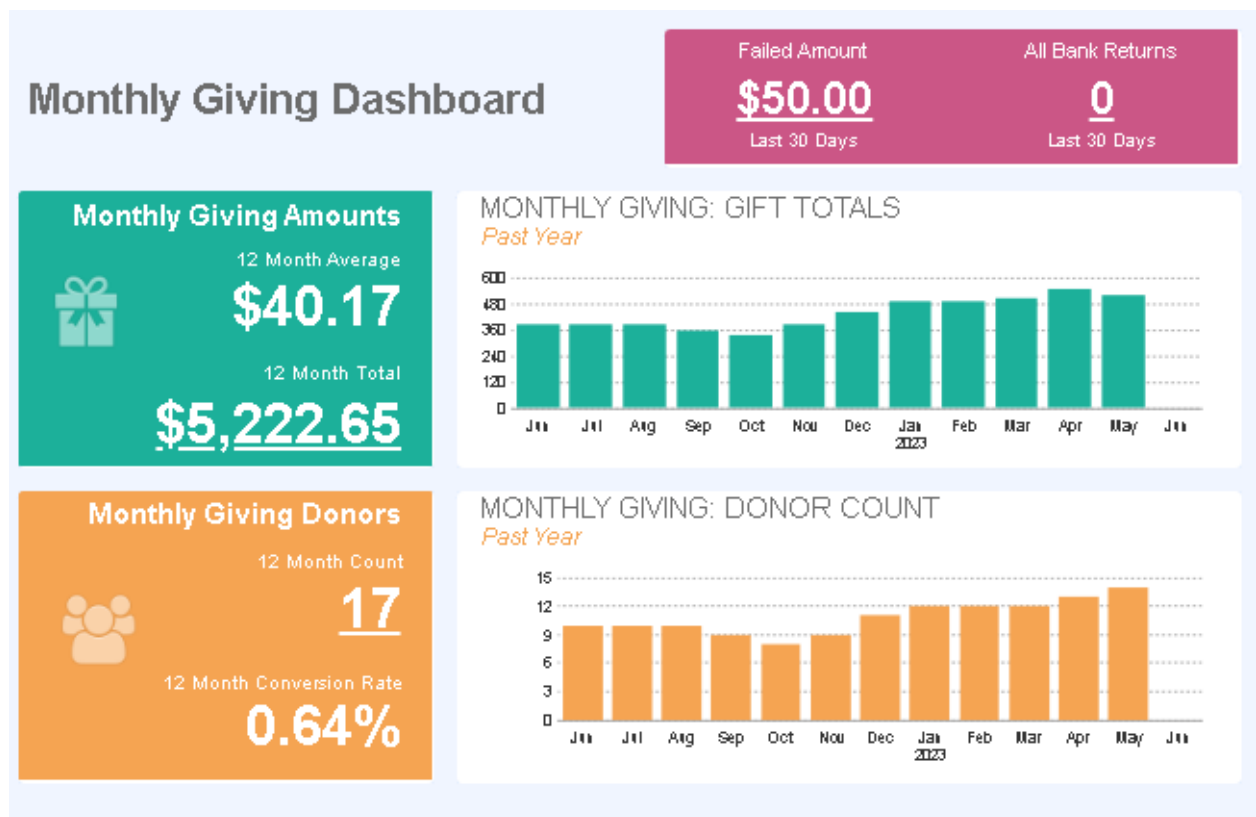 Monthly Giving Dashboard
Failed Amount
$50.00
Last 30 Days
All Bank Returns
0
Last 30 Days
Monthly Giving Amounts
12 Month Average
$40.17
12 Month Total
$5,222.65
MONTHLY GIVING: GIFT TOTALS
Past Year
600
480
360
240
120
0
Jun Jul Aug Sep Oct Nov Dec Jan Feb Mar Apr May Jun
2023
Monthly Giving Donors
12 Month Count
17
12 Month Conversion Rate
0.64%
MONTHLY GIVING: DONOR COUNT
Past Year
15
12
9
6
3
0
Jun Jul Aug Sep Oct Nov Dec Jan Feb Mar Apr May Jun
2023